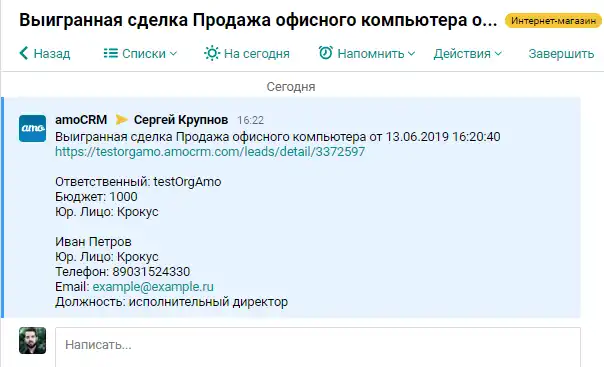 Выигранная сделка Продажа офисного компьютера о... Интернет-магазин
Назад Списки На сегодня Напомнить Действия Завершить
Сегодня
amo
amoCRM Сергей Крупнов 16:22
Выигранная сделка Продажа офисного компьютера от 13.06.2019 16:20:40
https://testorgamo.amocrm.com/leads/detail/3372597
Ответственный: testOrgAmo
Бюджет: 1000
Юр. Лицо: Крокус
Иван Петров
Юр. Лицо: Крокус
Телефон: 89031524330
Email: example@example.ru
Должность: исполнительный директор
Написать...